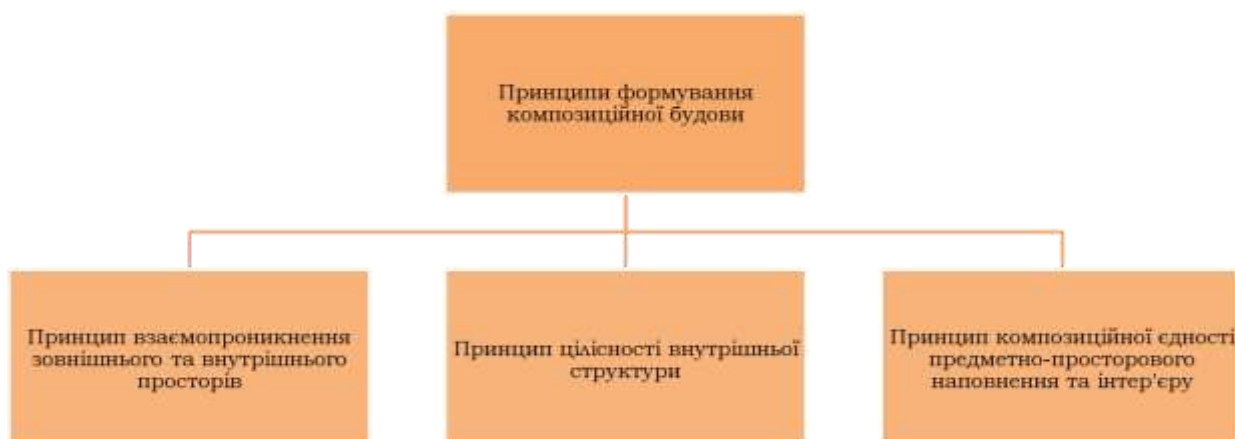 Принципи формування
композиційної будови
Принцип взаємопроникнення
зовнішнього та внутрішнього
просторів
Принцип цілісності внутрішньої
структури
Принцип композиційної єдності
предметно-просторового
наповнення та інтер'єру